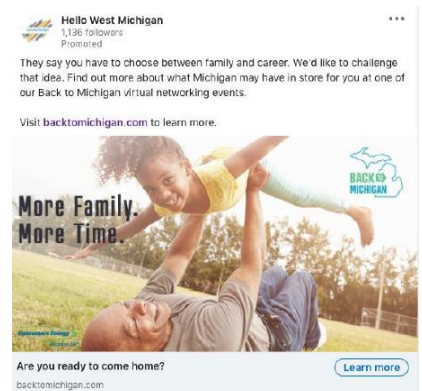 Hello West Michigan
1,136 followers
Promoted
They say you have to choose between family and career. We'd like to challenge
that idea. Find out more about what Michigan may have in store for you at one of
our Back to Michigan virtual networking events.
Visit backtomichigan.com to learn more.
BACK TO
MICHIGAN
More Family.
More Time.
Consumers Energy
Are you ready to come home?
Learn more
backtomichigan.com